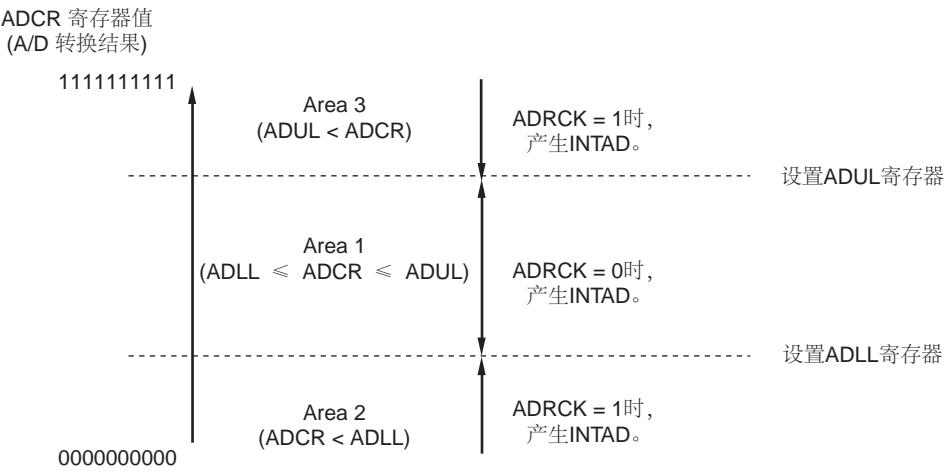 ADCR 寄存器值
(A/D 转换结果)
1111111111
Area 3
(ADUL < ADCR)
ADRCK = 1时，
产生INTAD。
设置ADUL寄存器
Area 1
(ADLL ≤ ADCR ≤ ADUL)
ADRCK = 0时，
产生INTAD。
设置ADLL寄存器
Area 2
(ADCR < ADLL)
ADRCK = 1时，
产生INTAD。
0000000000